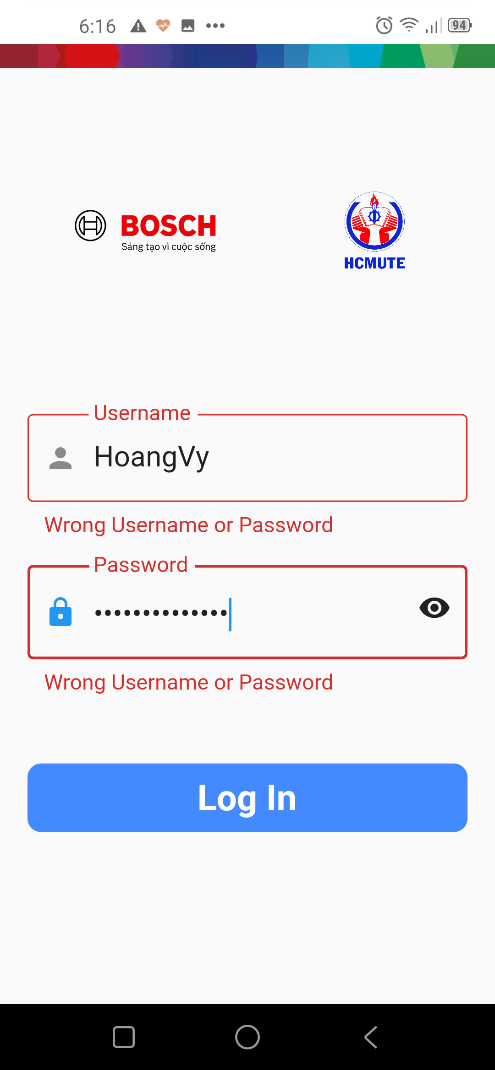 6:16
94
BOSCH
Sáng tạo vì cuộc sống
HCMUTE
Username
HoangVy
Wrong Username or Password
Password
••••••••••••••
Wrong Username or Password
Log In